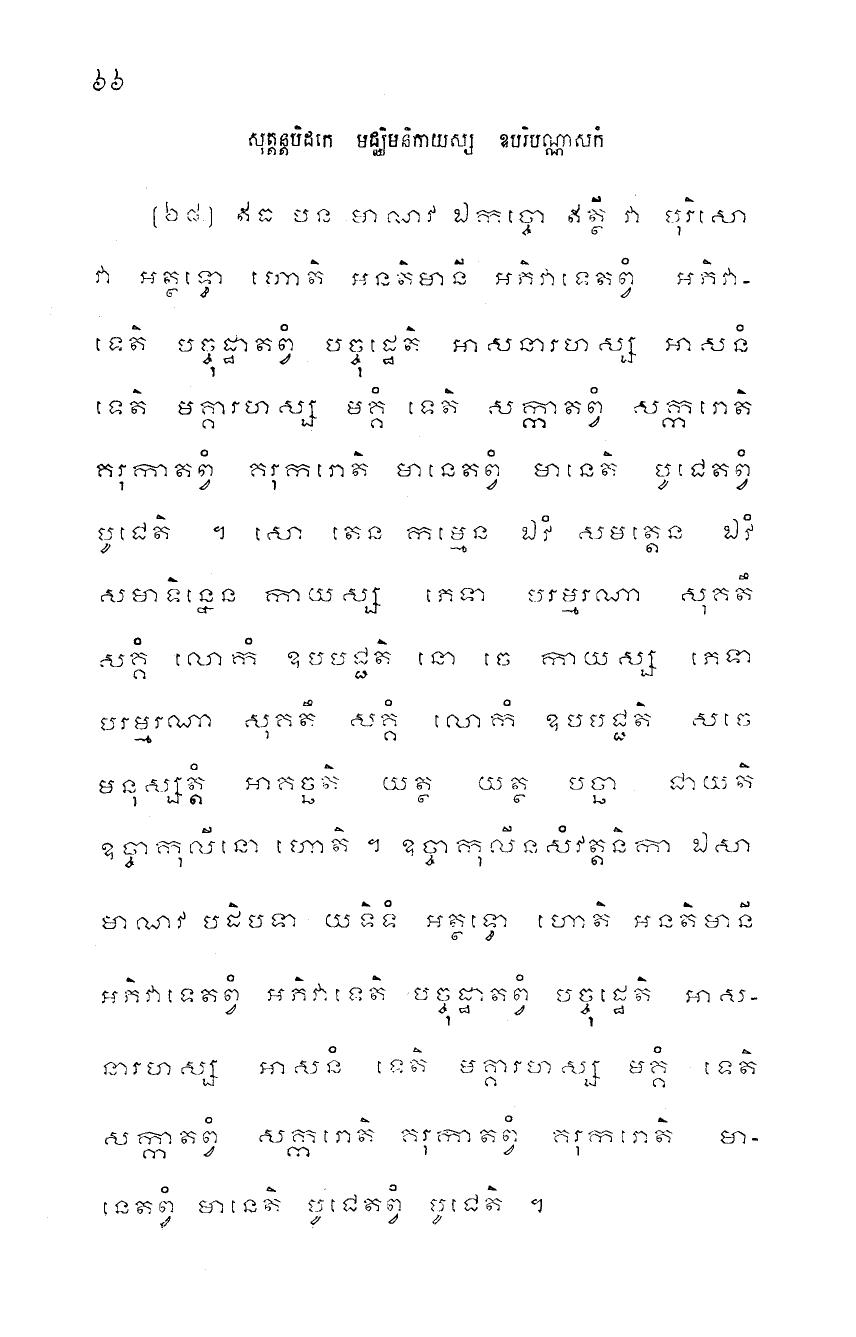 ៦៦
សុត្តន្តបិដកេ មជ្ឈិមនិកាយស្ស ឧបរិបណ្ណាសកំ
(៦៨) ឥធ បន មាណវ ឯកច្ចោ ឥត្ថី វា បុរិសោ
វា អត្ថទ្ធោ ហោតិ អនតិមានី អភិវាទេតព្វំ អភិវា-
ទេតិ បច្ចុដ្ឋាតព្វំ បច្ចុដ្ឋេតិ អាសនារហស្ស អាសនំ
ទេតិ មគ្គារហស្ស មគ្គំ ទេតិ សក្កាតព្វំ សក្ករោតិ
គរុកាតព្វំ គរុករោតិ មានេតព្វំ មានេតិ បូជេតព្វំ
បូជេតិ ។ សោ តេន កម្មេន ឯវំ សមត្តេន ឯវំ
សមាទិន្នេន កាយស្ស ភេទា បរម្មរណា សុគតឹ
សគ្គំ លោកំ ឧបបជ្ជតិ នោ ចេ កាយស្ស ភេទា
បរម្មរណា សុគតឹ សគ្គំ លោកំ ឧបបជ្ជតិ សចេ
មនុស្សត្តំ អាគច្ឆតិ យត្ថ យត្ថ បច្ឆា ជាយតិ
ឧច្ចាកុលីនោ ហោតិ ។ ឧច្ចាកុលីនសំវត្តនិកា ឯសា
មាណវ បដិបទា យទិទំ អត្ថទ្ធោ ហោតិ អនតិមានី
អភិវាទេតព្វំ អភិវាទេតិ បច្ចុដ្ឋាតព្វំ បច្ចុដ្ឋេតិ អាស-
នារហស្ស អាសនំ ទេតិ មគ្គារហស្ស មគ្គំ ទេតិ
សក្កាតព្វំ សក្ករោតិ គរុកាតព្វំ គរុករោតិ មា-
នេតព្វំ មានេតិ បូជេតព្វំ បូជេតិ ។